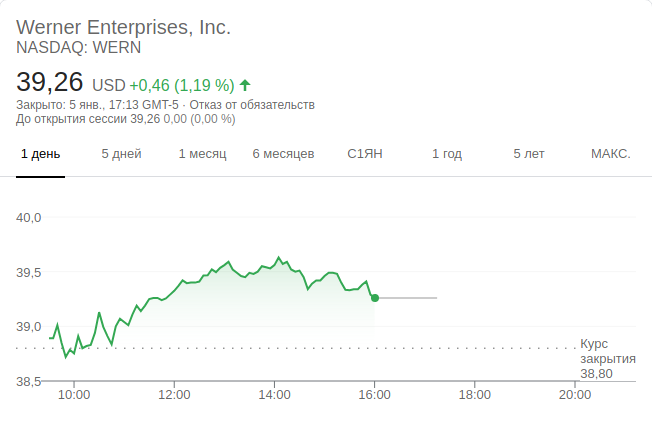 Werner Enterprises, Inc.
NASDAQ: WERN
39,26 USD +0,46 (1,19 %)
Закрыто: 5 янв., 17:13 GMT-5 · Отказ от обязательств
До открытия сессии 39,26 0,00 (0,00 %)
1 день 5 дней 1 месяц 6 месяцев С1ЯН 1 год 5 лет МАКС.
40,0
39,5
39,0
Курс
закрытия
38,80
38,5
10:00 12:00 14:00 16:00 18:00 20:00